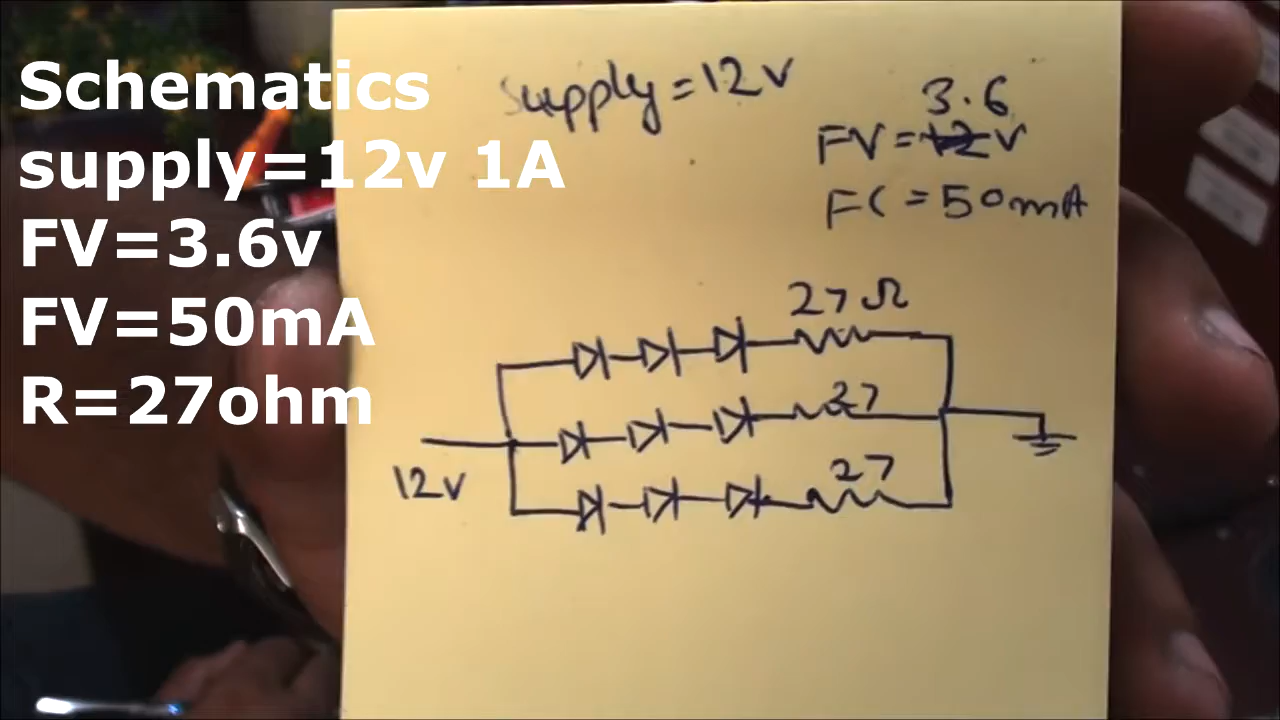 Schematics
supply=12v 1A
FV=3.6v
FV=50mA
R=27ohm
Supply=12v
3.6
FV=12v
FC=50mA
27Ω
27
27
12v